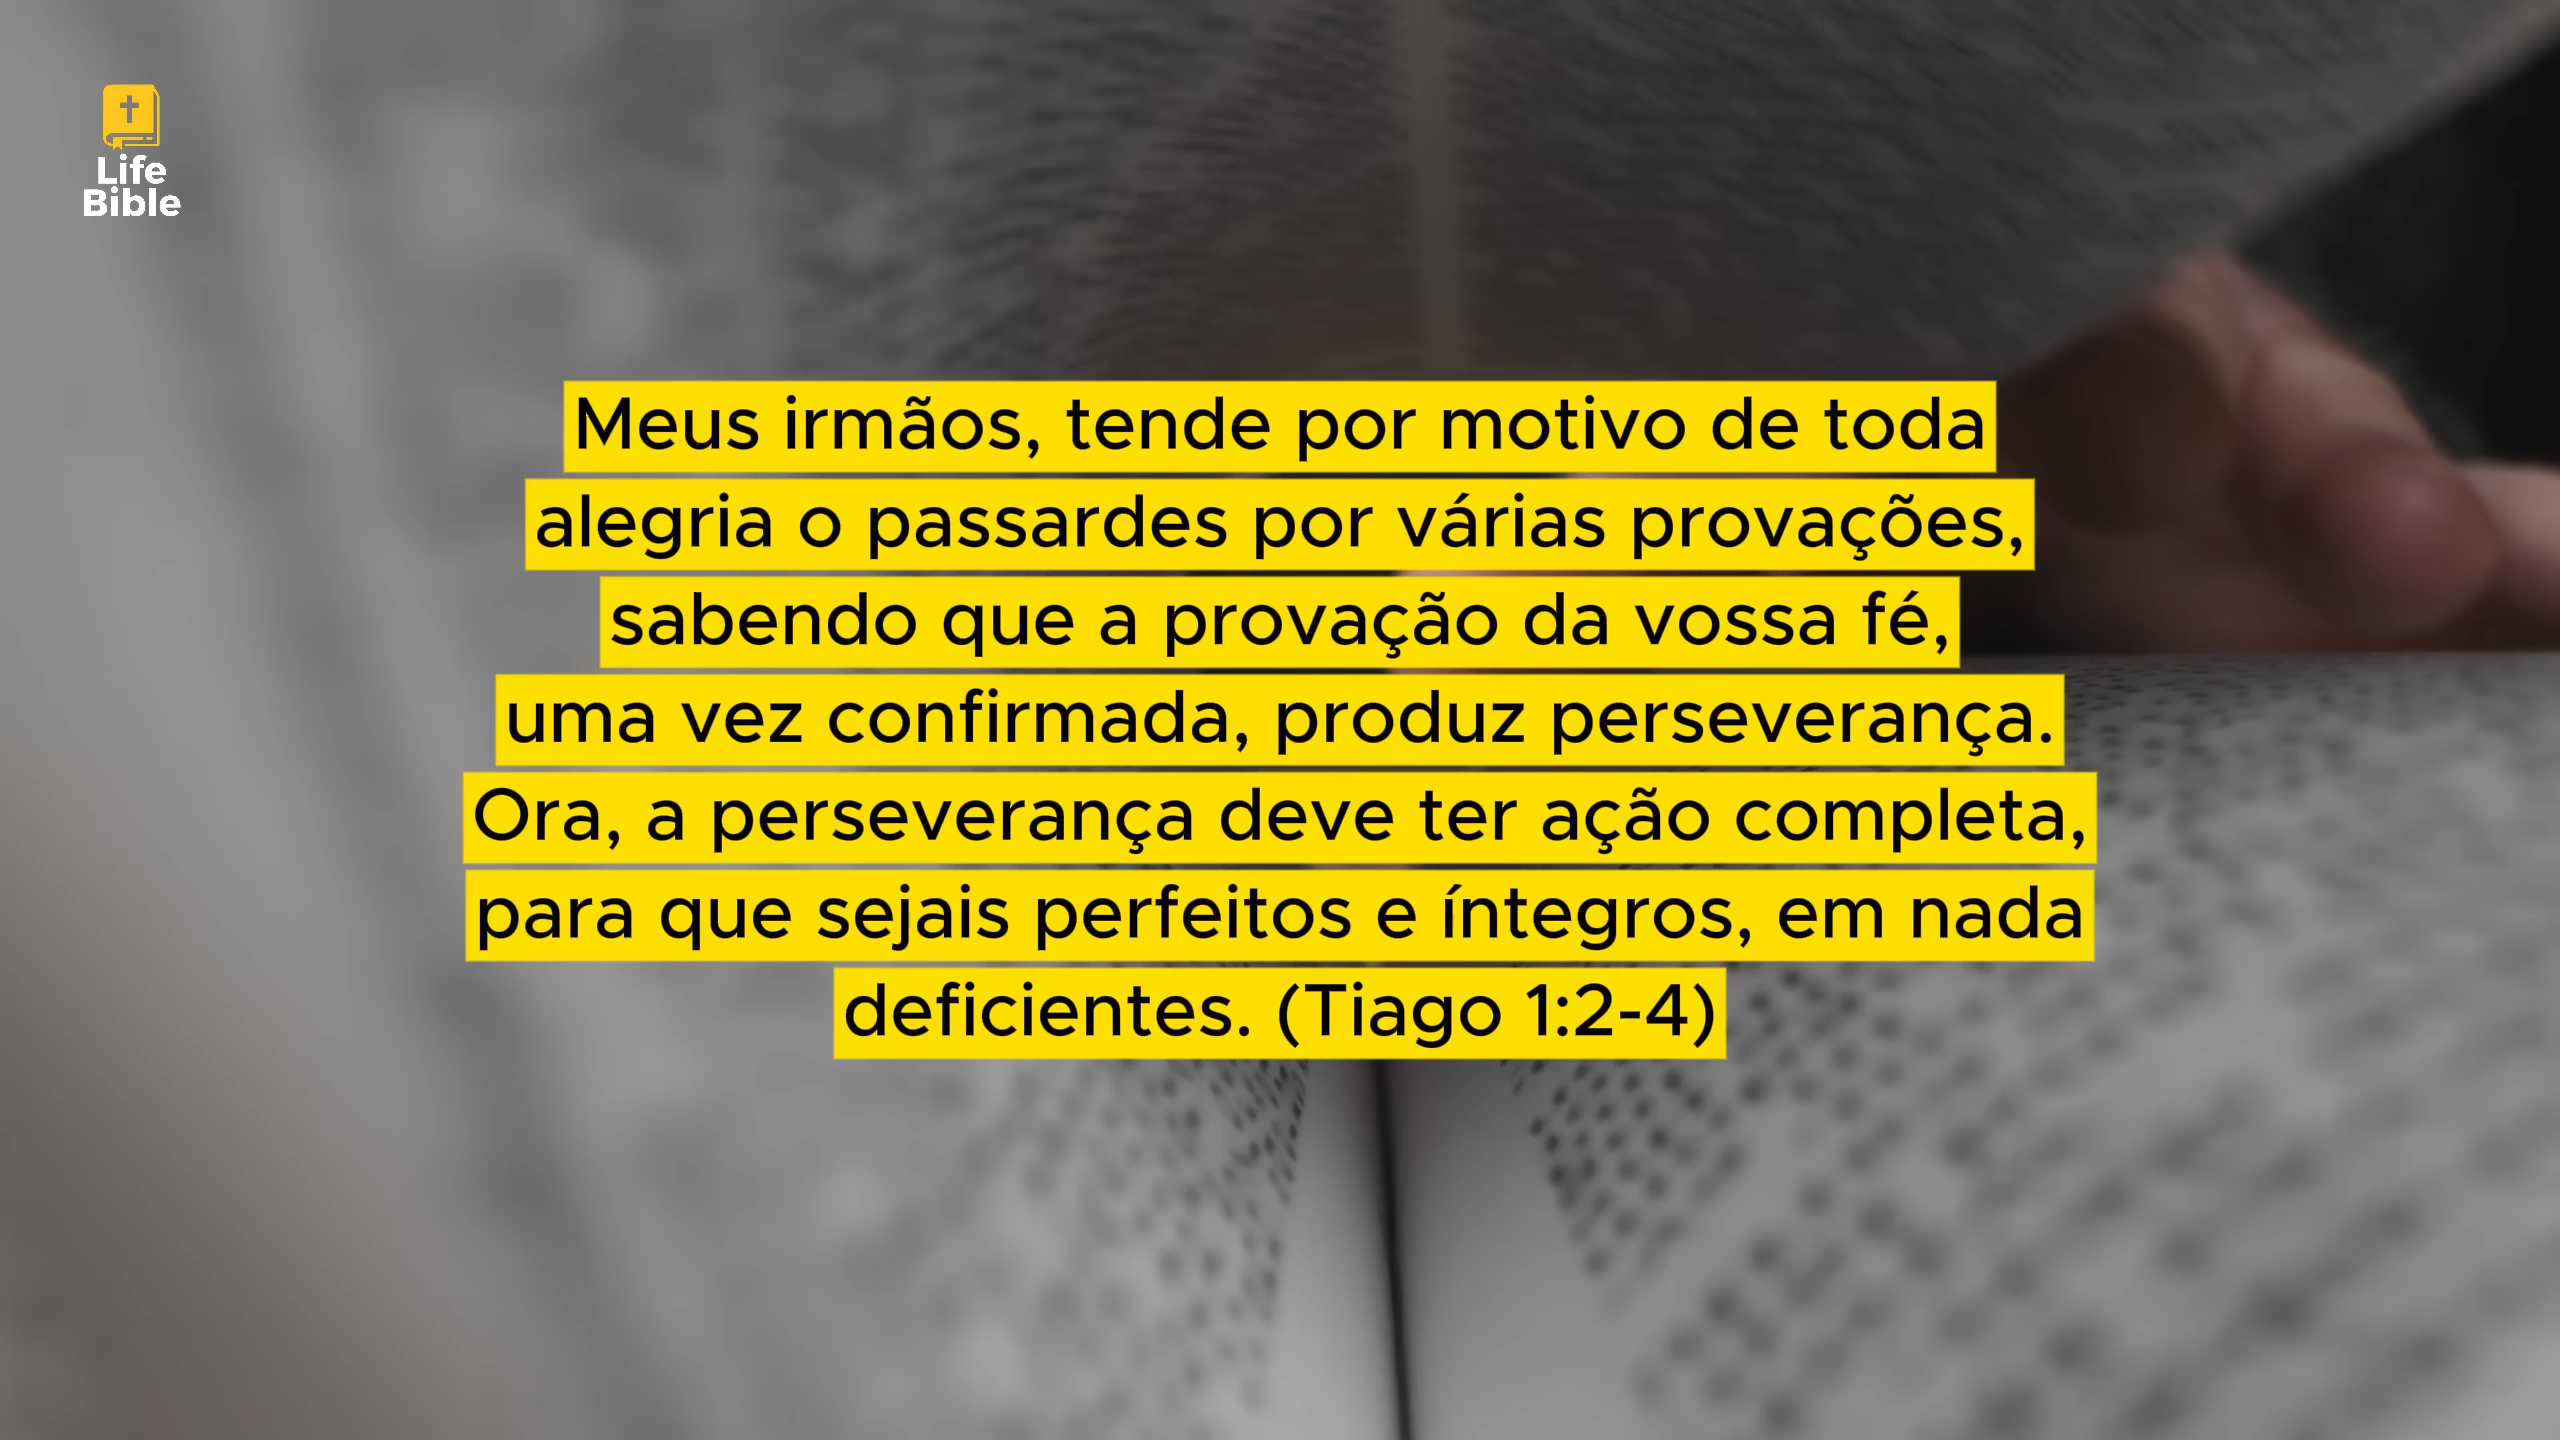 Life
Bible
Meus irmãos, tende por motivo de toda
alegria o passardes por várias provações,
sabendo que a provação da vossa fé,
uma vez confirmada, produz perseverança.
Ora, a perseverança deve ter ação completa,
para que sejais perfeitos e íntegros, em nada
deficientes. (Tiago 1:2-4)